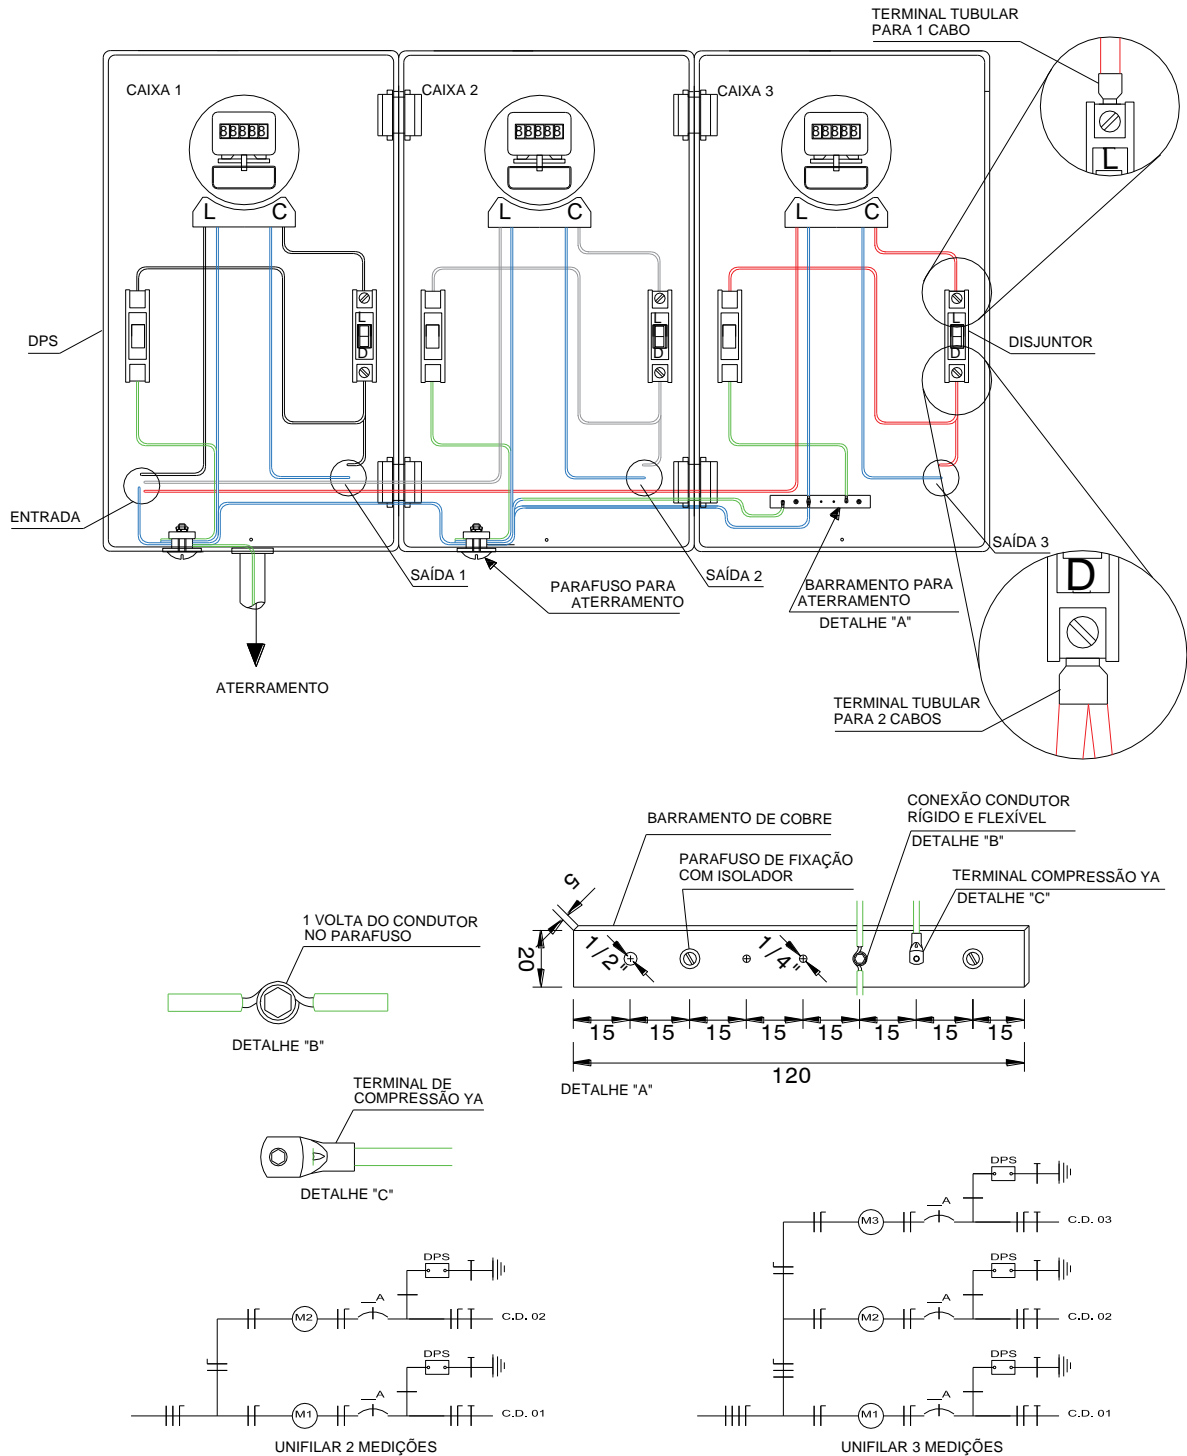 TERMINAL TUBULAR
PARA 1 CABO
CAIXA 1
CAIXA 2
CAIXA 3
88888
88888
88888
L
L C
L C
L C
DPS
L
D
L
D
L
D
DISJUNTOR
ENTRADA
SAÍDA 1
PARAFUSO PARA
ATERRAMENTO
SAÍDA 2
BARRAMENTO PARA
ATERRAMENTO
DETALHE "A"
SAÍDA 3
D
ATERRAMENTO
TERMINAL TUBULAR
PARA 2 CABOS
BARRAMENTO DE COBRE
CONEXÃO CONDUTOR
RÍGIDO E FLEXÍVEL
DETALHE "B"
PARAFUSO DE FIXAÇÃO
COM ISOLADOR
TERMINAL COMPRESSÃO YA
DETALHE "C"
5
20
1/2"
1/4"
15 15 15 15 15 15 15 15
120
DETALHE "A"
1 VOLTA DO CONDUTOR
NO PARAFUSO
DETALHE "B"
TERMINAL DE
COMPRESSÃO YA
DETALHE "C"
DPS
M2
A
C.D. 02
DPS
M1
A
C.D. 01
UNIFILAR 2 MEDIÇÕES
DPS
M3
A
C.D. 03
DPS
M2
A
C.D. 02
DPS
M1
A
C.D. 01
UNIFILAR 3 MEDIÇÕES